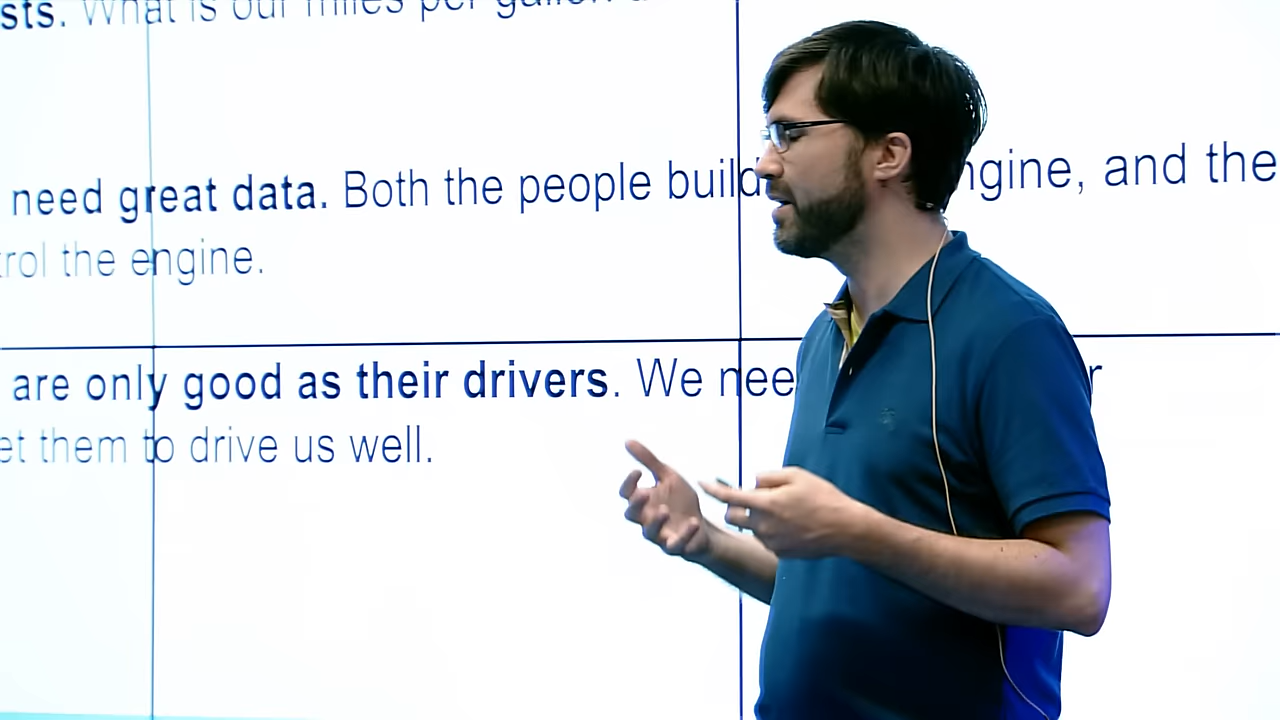 sts. What is our miles per gallon
need great data. Both the people build ngine, and the
trol the engine.
are only good as their drivers. We nee r
et them to drive us well.